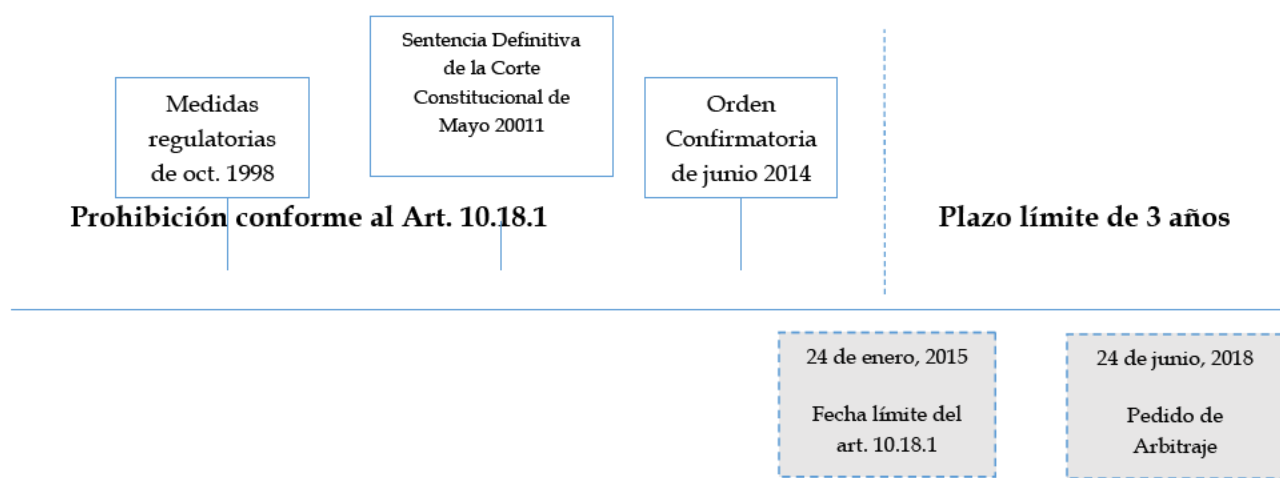 Sentencia Definitiva
de la Corte
Constitucional de
Mayo 20011
Medidas
regulatorias
de oct. 1998
Orden
Confirmatoria
de junio 2014
Prohibición conforme al Art. 10.18.1
Plazo límite de 3 años
24 de enero, 2015
Fecha límite del
art. 10.18.1
24 de junio, 2018
Pedido de
Arbitraje